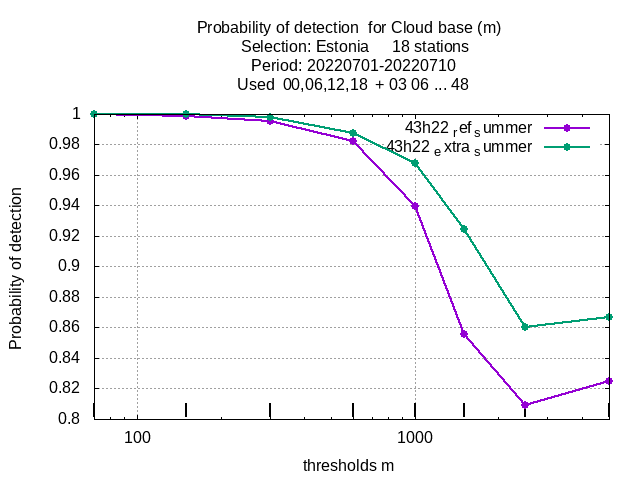 Probability of detection  for Cloud base (m)
Selection: Estonia     18 stations
Period: 20220701-20220710
Used  00,06,12,18  + 03 06 ... 48
43h22 ref summer
43h22 extra summer
Probability of detection
1
0.98
0.96
0.94
0.92
0.9
0.88
0.86
0.84
0.82
0.8
100
1000
thresholds m